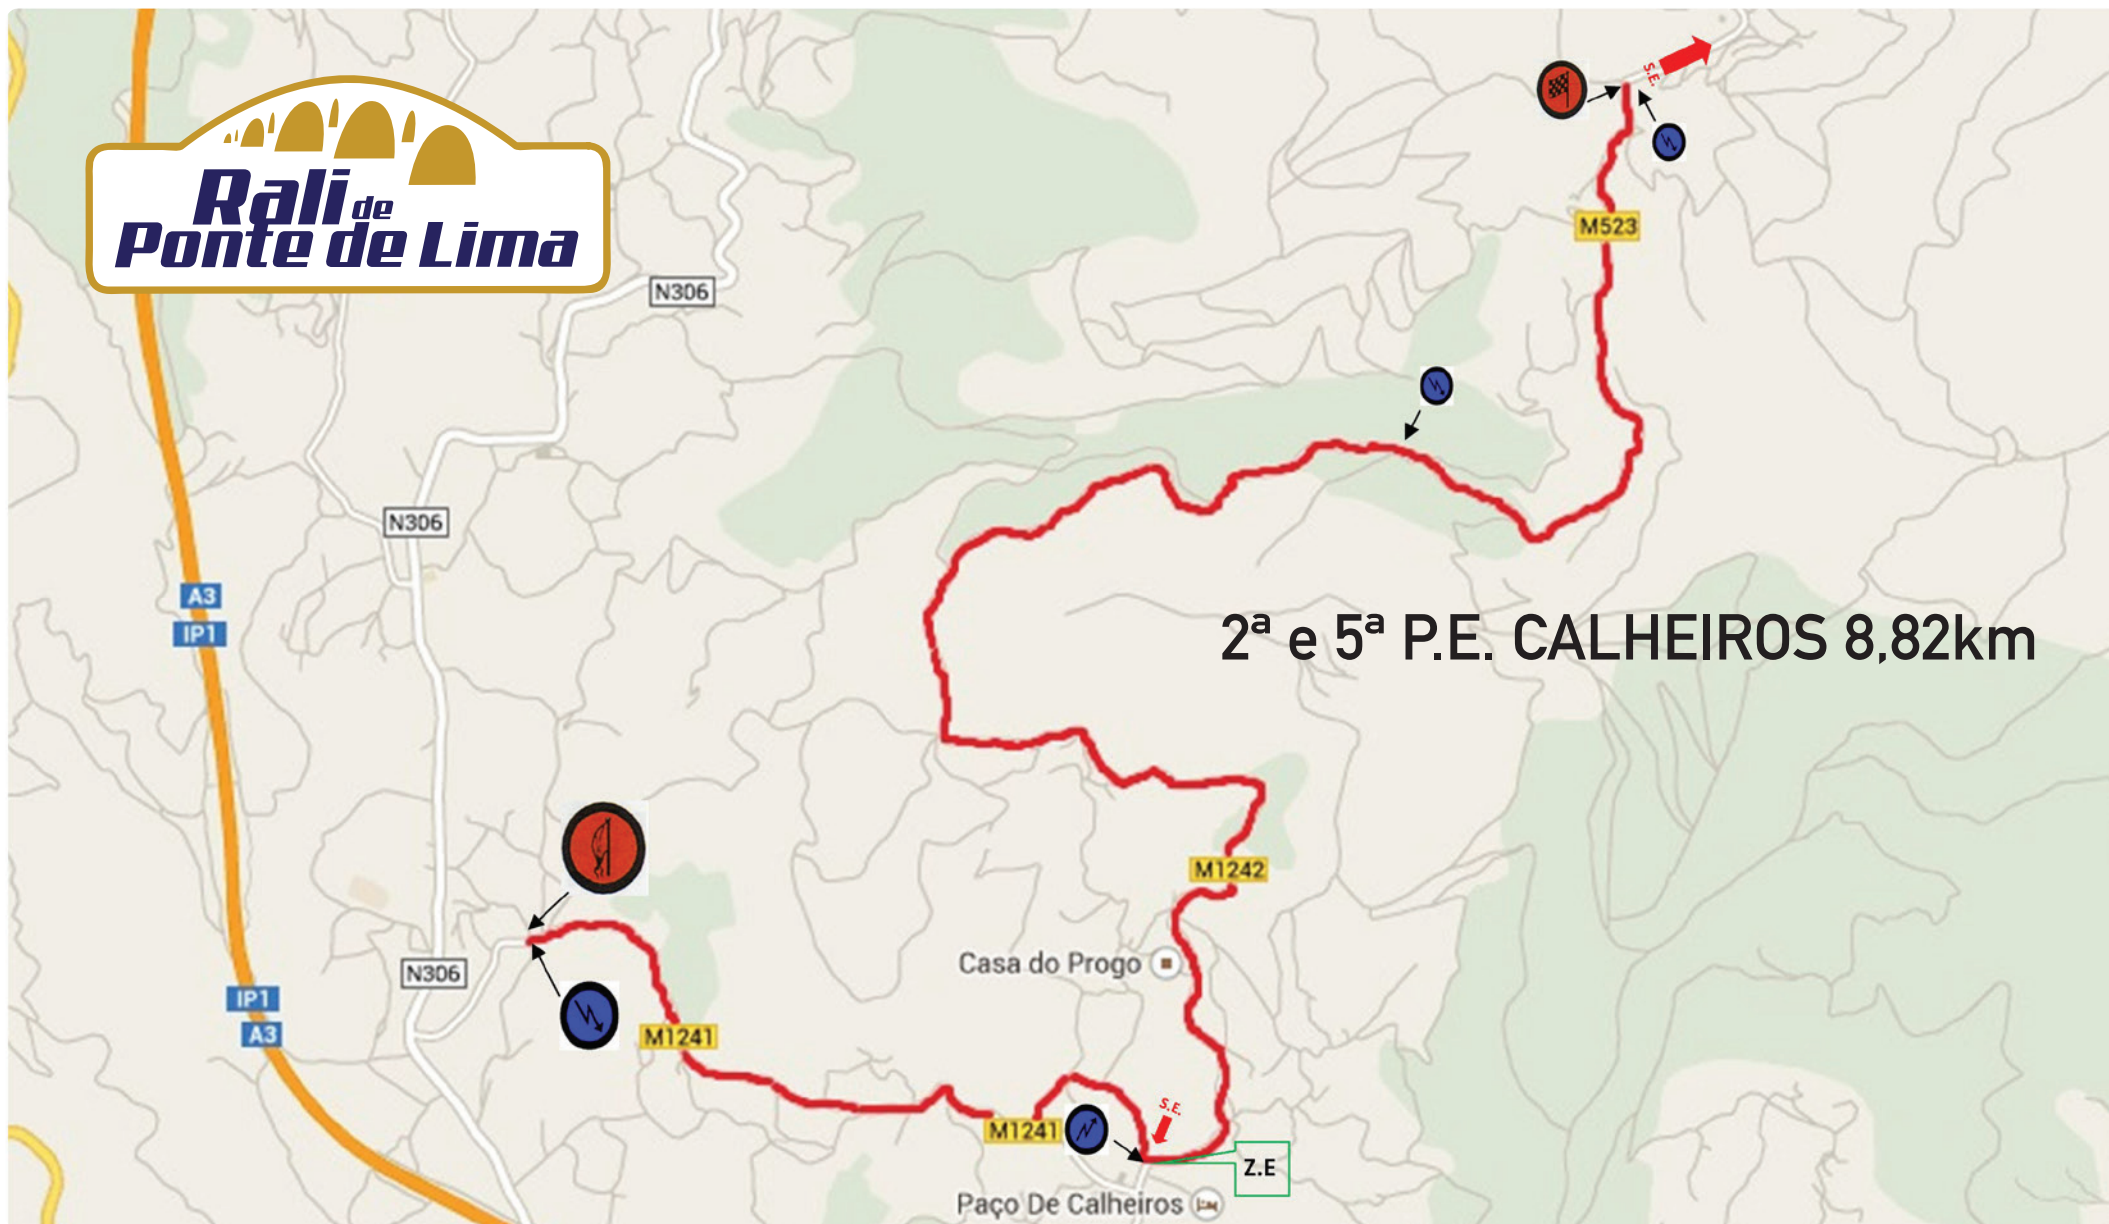 S.E.
Rali de
Ponte de Lima
M523
N306
N306
A3
IP1
2ª e 5ª P.E. CALHEIROS 8,82km
M1242
Casa do Progo
N306
IP1
A3
M1241
S.E.
M1241
Z.E
Paço De Calheiros